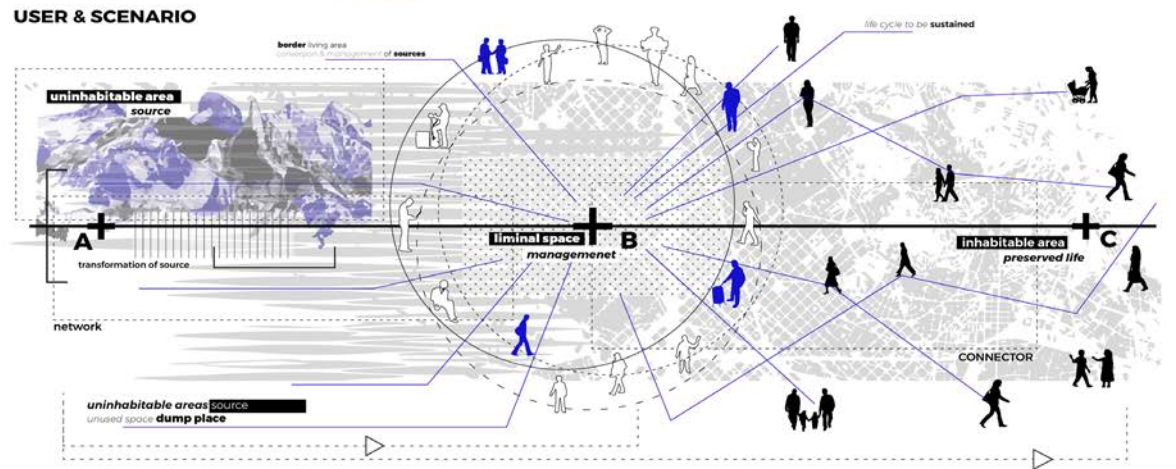 USER & SCENARIO
life cycle to be sustained
border living area
conversion & management of sources
uninhabitable area
source
A
B
C
liminal space
managemenet
inhabitable area
preserved life
transformation of source
network
CONNECTOR
uninhabitable areas source
unused space dump place